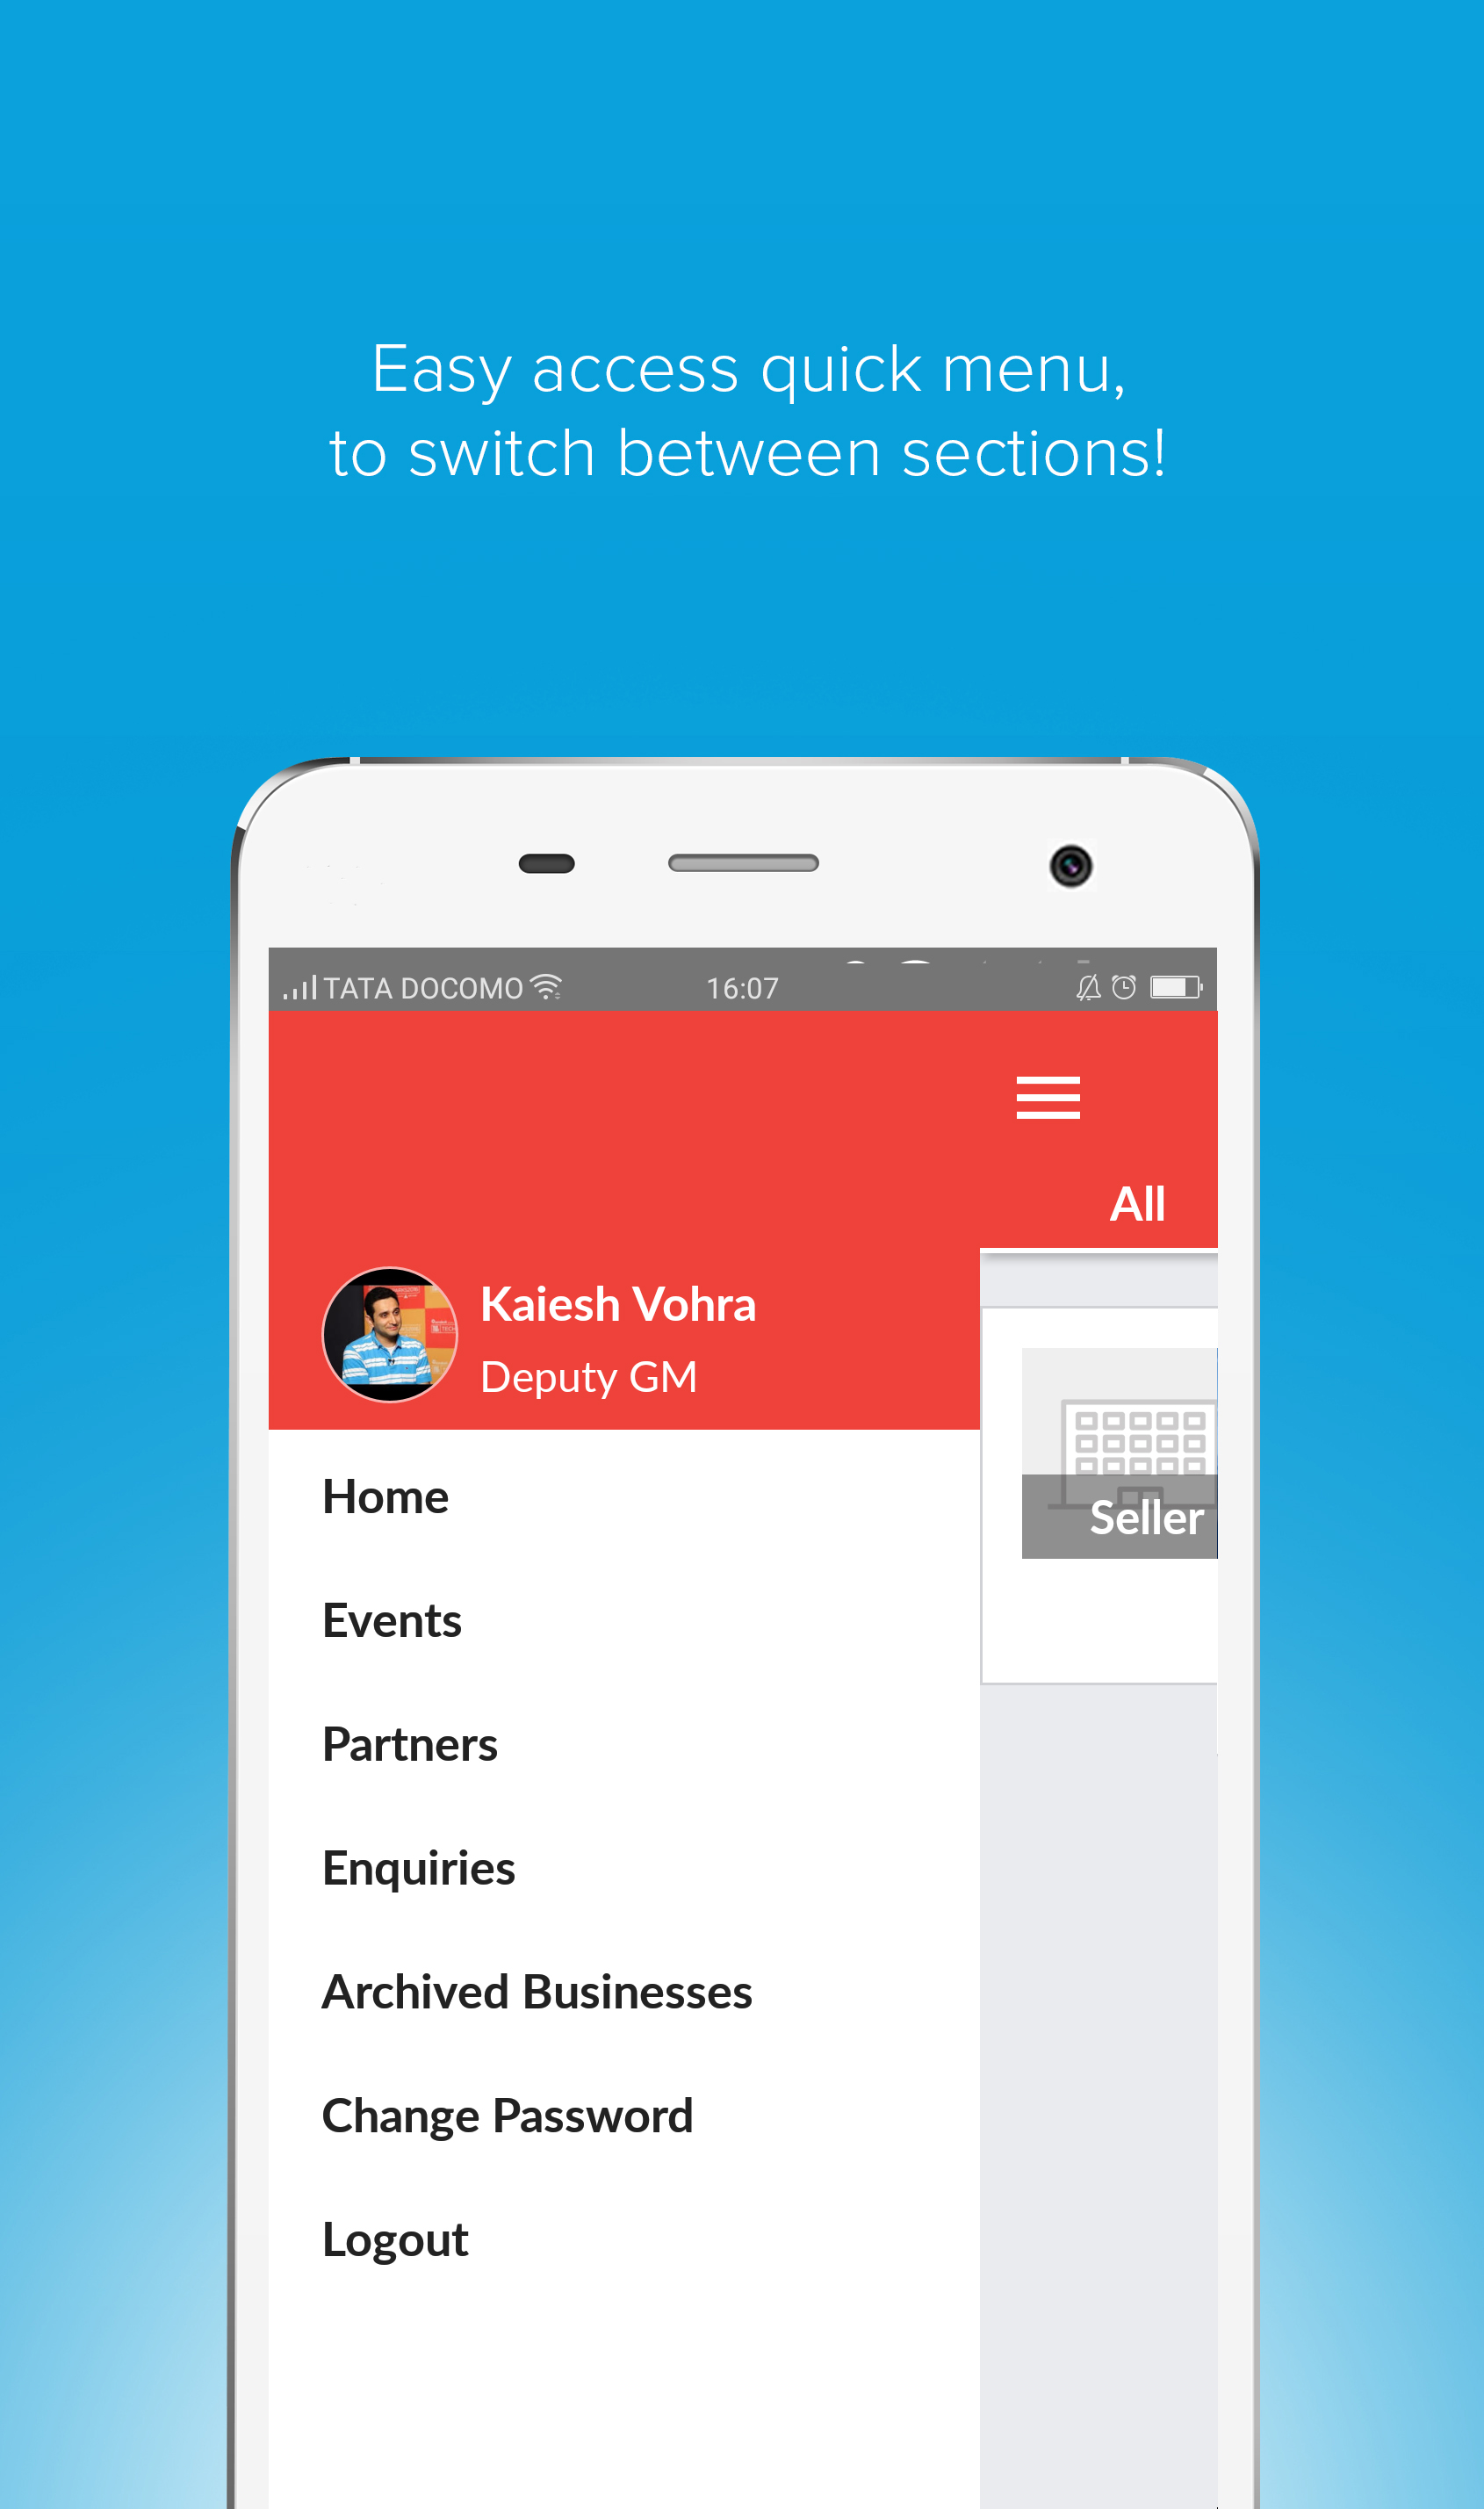 Easy access quick menu,
to switch between sections!
TATA DOCOMO 16:07
All
Kaiesh Vohra
Deputy GM
Seller
Home
Events
Partners
Enquiries
Archived Businesses
Change Password
Logout